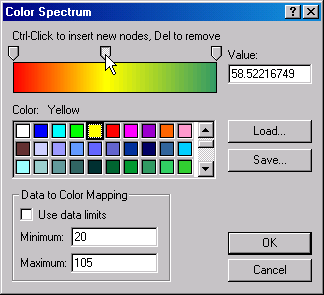 Color Spectrum
Ctrl-Click to insert new nodes, Del to remove
Value:
58.52216749
Color: Yellow
Load...
Save...
Data to Color Mapping
Use data limits
Minimum: 20
Maximum: 105
OK
Cancel